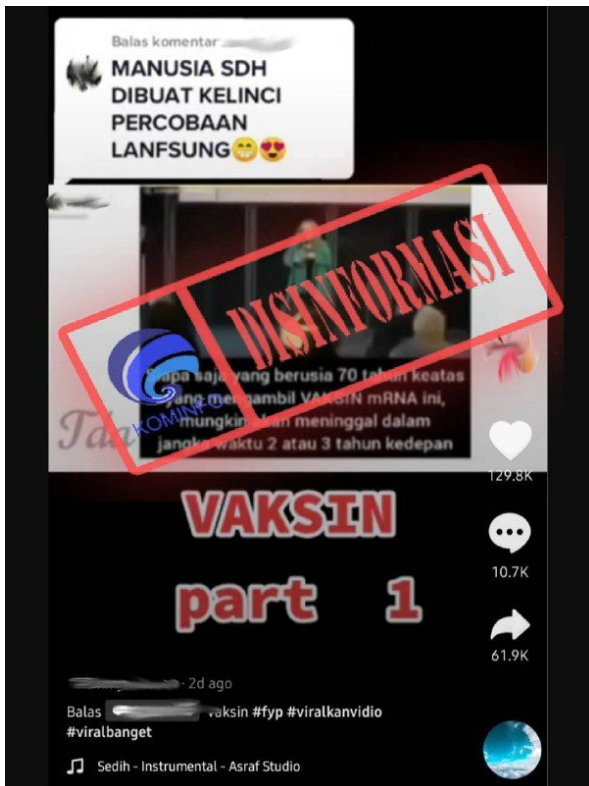 Balas komentar
MANUSIA SDH
DIBUAT KELINCI
PERCOBAAN
LANFSUNG😁😍
DISINFORMASI
KOMINFO
Siapa saja yang berusia 70 tahun keatas
yang mengambil VAKSIN mRNA ini,
mungkin akan meninggal dalam
jangka waktu 2 atau 3 tahun kedepan
129.8K
VAKSIN
10.7K
part 1
61.9K
· 2d ago
Balas vaksin #fyp #viralkanvidio
#viralbanget
Sedih - Instrumental - Asraf Studio